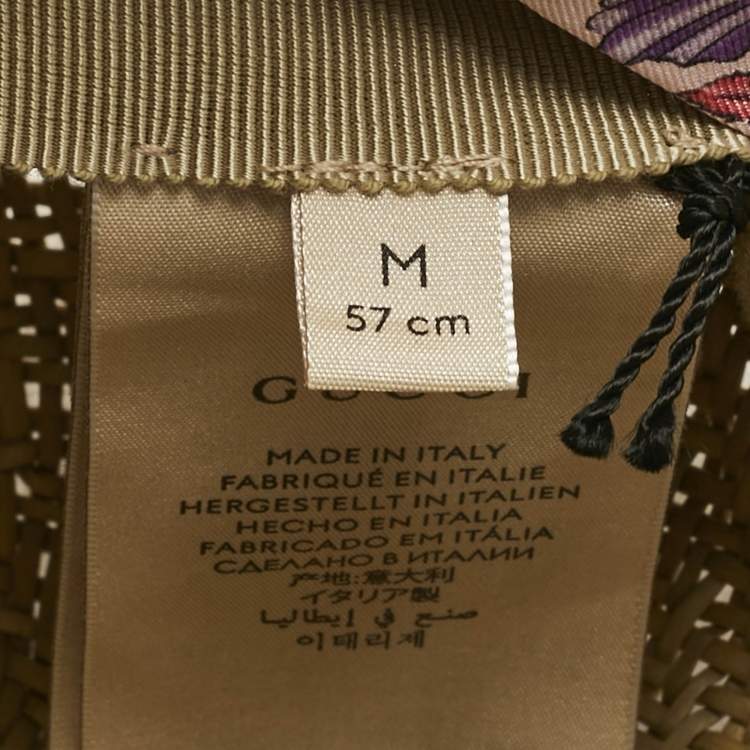 M
57 cm
GUCCI
MADE IN ITALY
FABRIQUÉ EN ITALIE
HERGESTELLT IN ITALIEN
HECHO EN ITALIA
FABRICADO EM ITÁLIA
СДЕЛАНО В ИТАЛИИ
产地:意大利
イタリア製
صنع في إيطاليا
이태리제